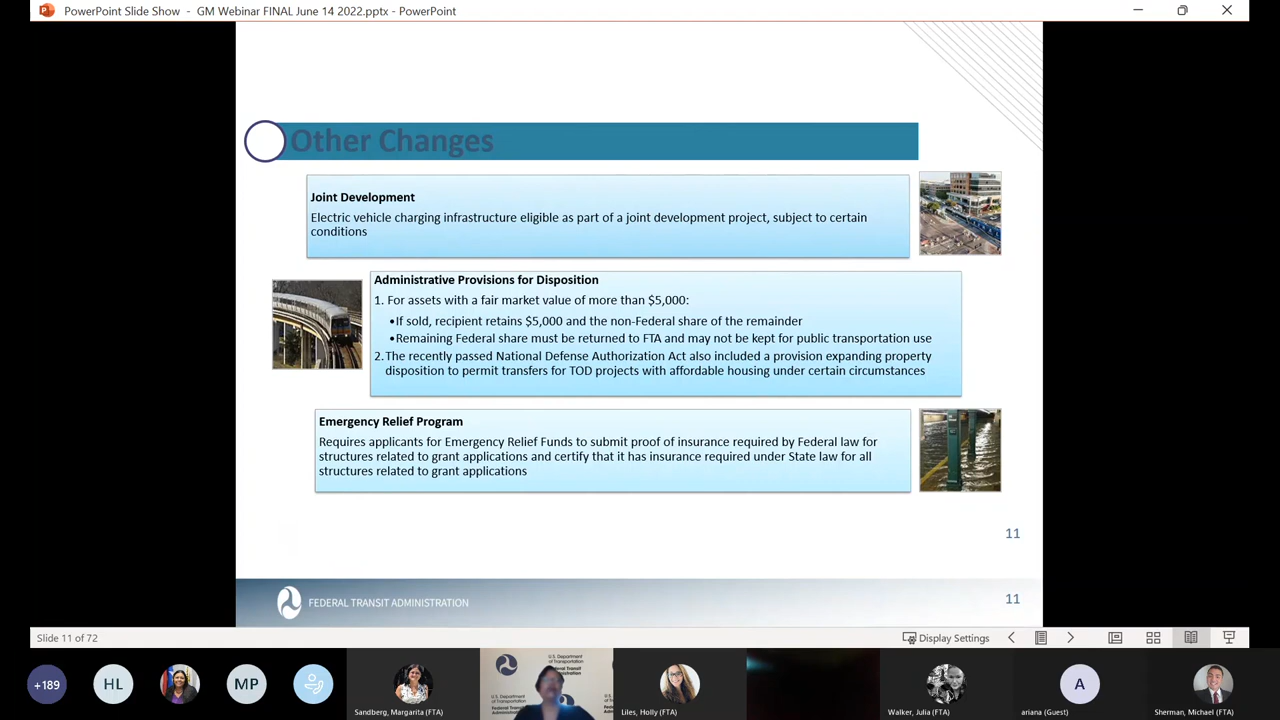 PowerPoint Slide Show - GM Webinar FINAL June 14 2022.pptx - PowerPoint
Other Changes
Joint Development
Electric vehicle charging infrastructure eligible as part of a joint development project, subject to certain
conditions
Administrative Provisions for Disposition
1. For assets with a fair market value of more than $5,000:
•If sold, recipient retains $5,000 and the non-Federal share of the remainder
•Remaining Federal share must be returned to FTA and may not be kept for public transportation use
2.The recently passed National Defense Authorization Act also included a provision expanding property
disposition to permit transfers for TOD projects with affordable housing under certain circumstances
Emergency Relief Program
Requires applicants for Emergency Relief Funds to submit proof of insurance required by Federal law for
structures related to grant applications and certify that it has insurance required under State law for all
structures related to grant applications
11
FEDERAL TRANSIT ADMINISTRATION
11
Slide 11 of 72
Display Settings
+189
HL
MP
A
U.S. Department
of Transportation
Federal Transit
Administration
U.S. Department
of Transportation
Sandberg, Margarita (FTA)
Liles, Holly (FTA)
Walker, Julia (FTA)
ariana (Guest)
Sherman, Michael (FTA)